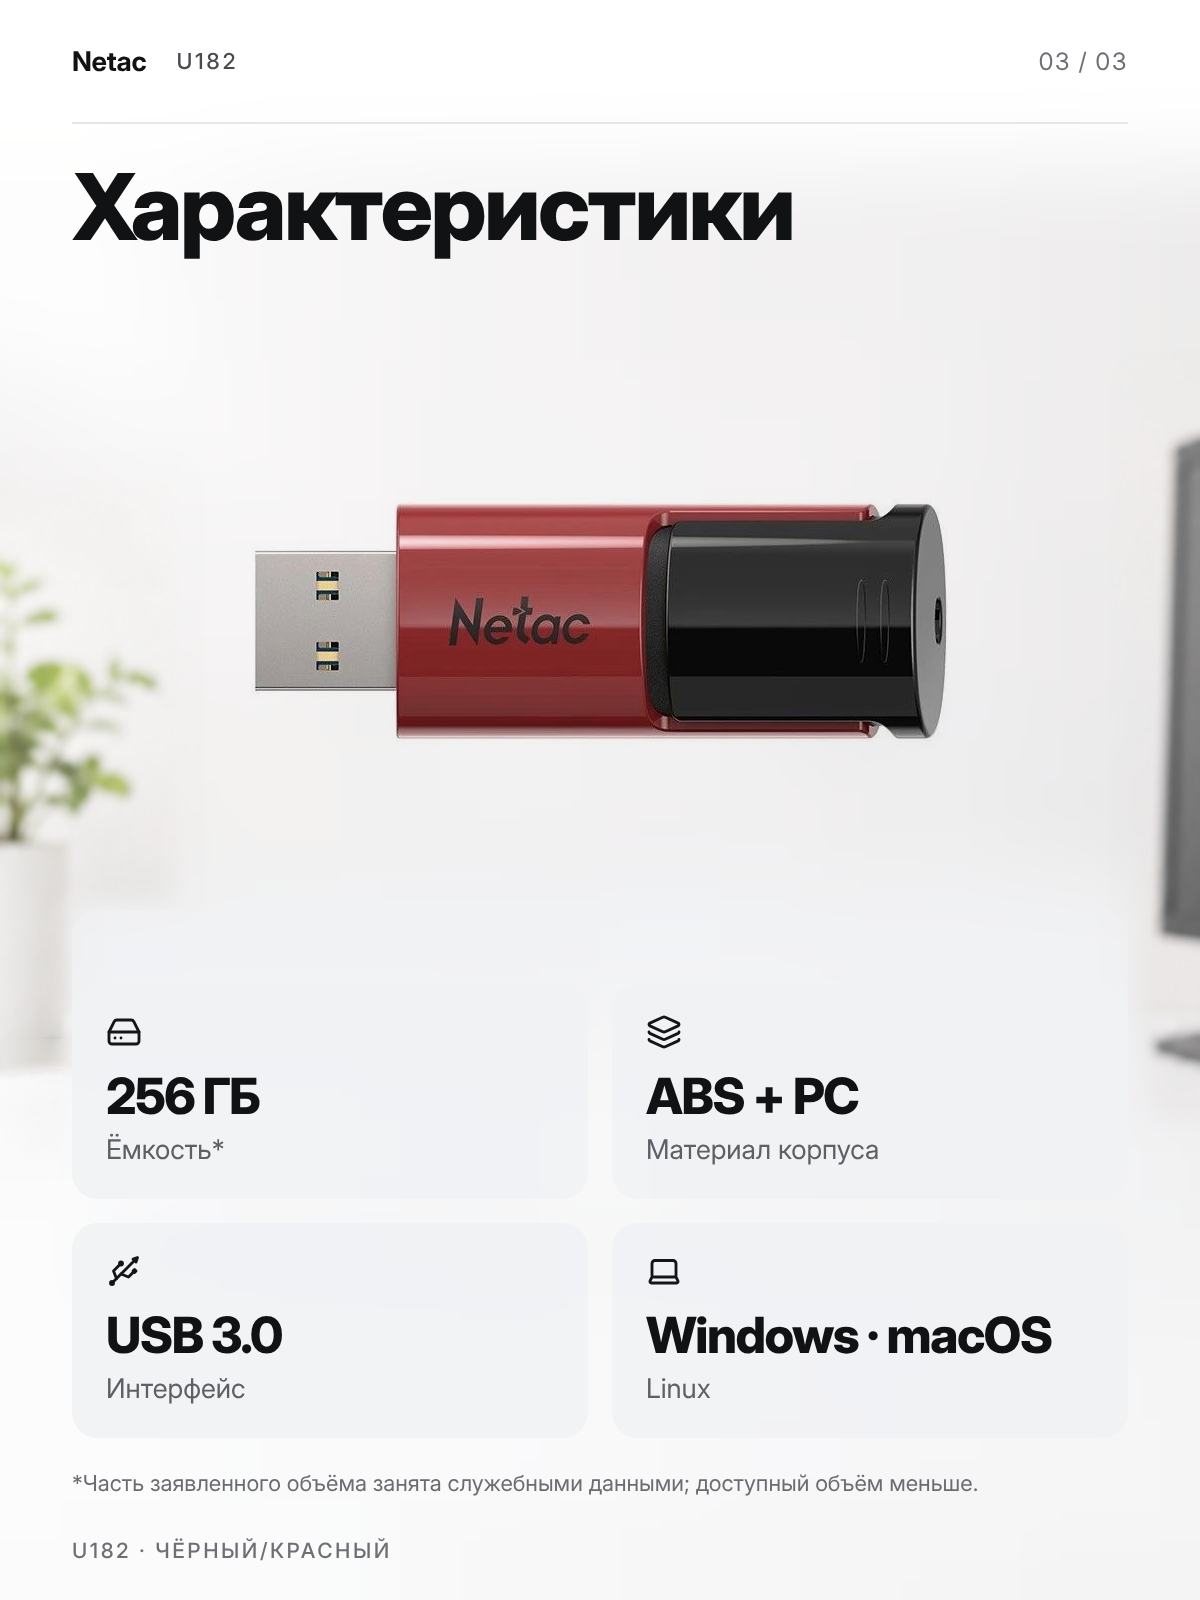 Netac U182 03 / 03
Характеристики
Netac
256 ГБ
Ёмкость*
ABS + PC
Материал корпуса
USB 3.0
Интерфейс
Windows · macOS
Linux
*Часть заявленного объёма занята служебными данными; доступный объём меньше.
U182 · ЧЁРНЫЙ/КРАСНЫЙ